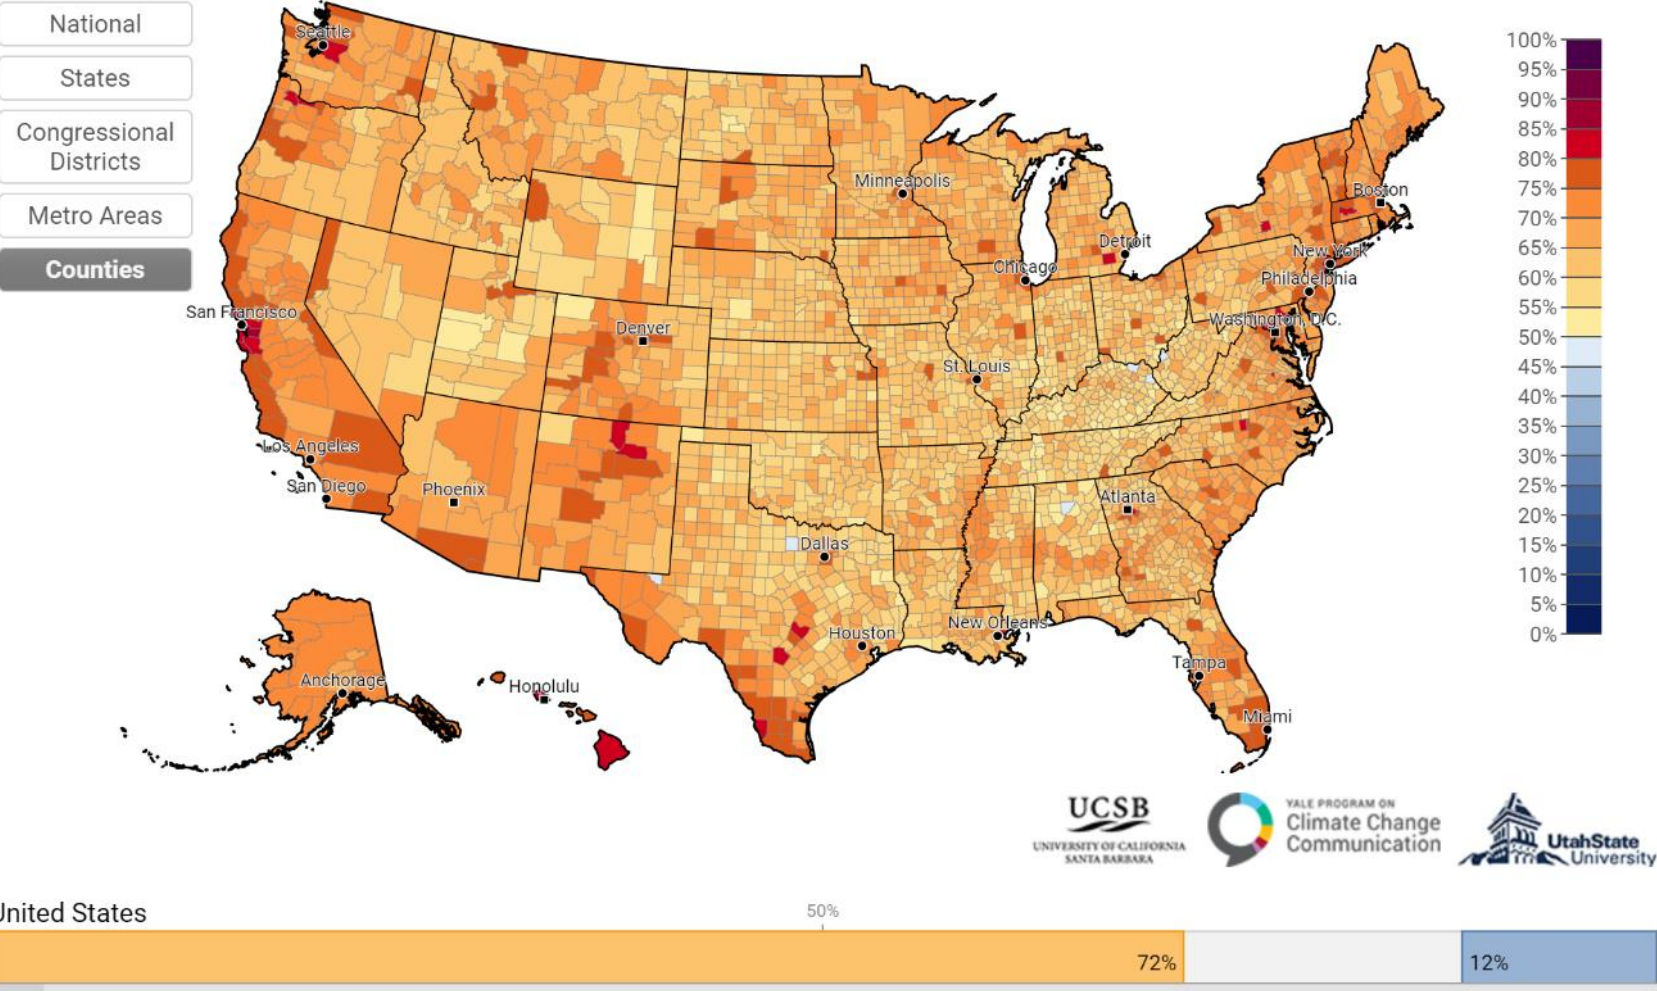 National
States
Congressional
Districts
Metro Areas
Counties
Seattle
Minneapolis
Boston
Detroit
New York
Chicago
Philadelphia
San Francisco
Denver
Washington, D.C.
St. Louis
Los Angeles
San Diego
Phoenix
Atlanta
Dallas
New Orleans
Houston
Tampa
Anchorage
Honolulu
Miami
100%
95%
90%
85%
80%
75%
70%
65%
60%
55%
50%
45%
40%
35%
30%
25%
20%
15%
10%
5%
0%
UCSB
UNIVERSITY OF CALIFORNIA
SANTA BARBARA
YALE PROGRAM ON
Climate Change
Communication
UtahState
University
United States
50%
72%
12%